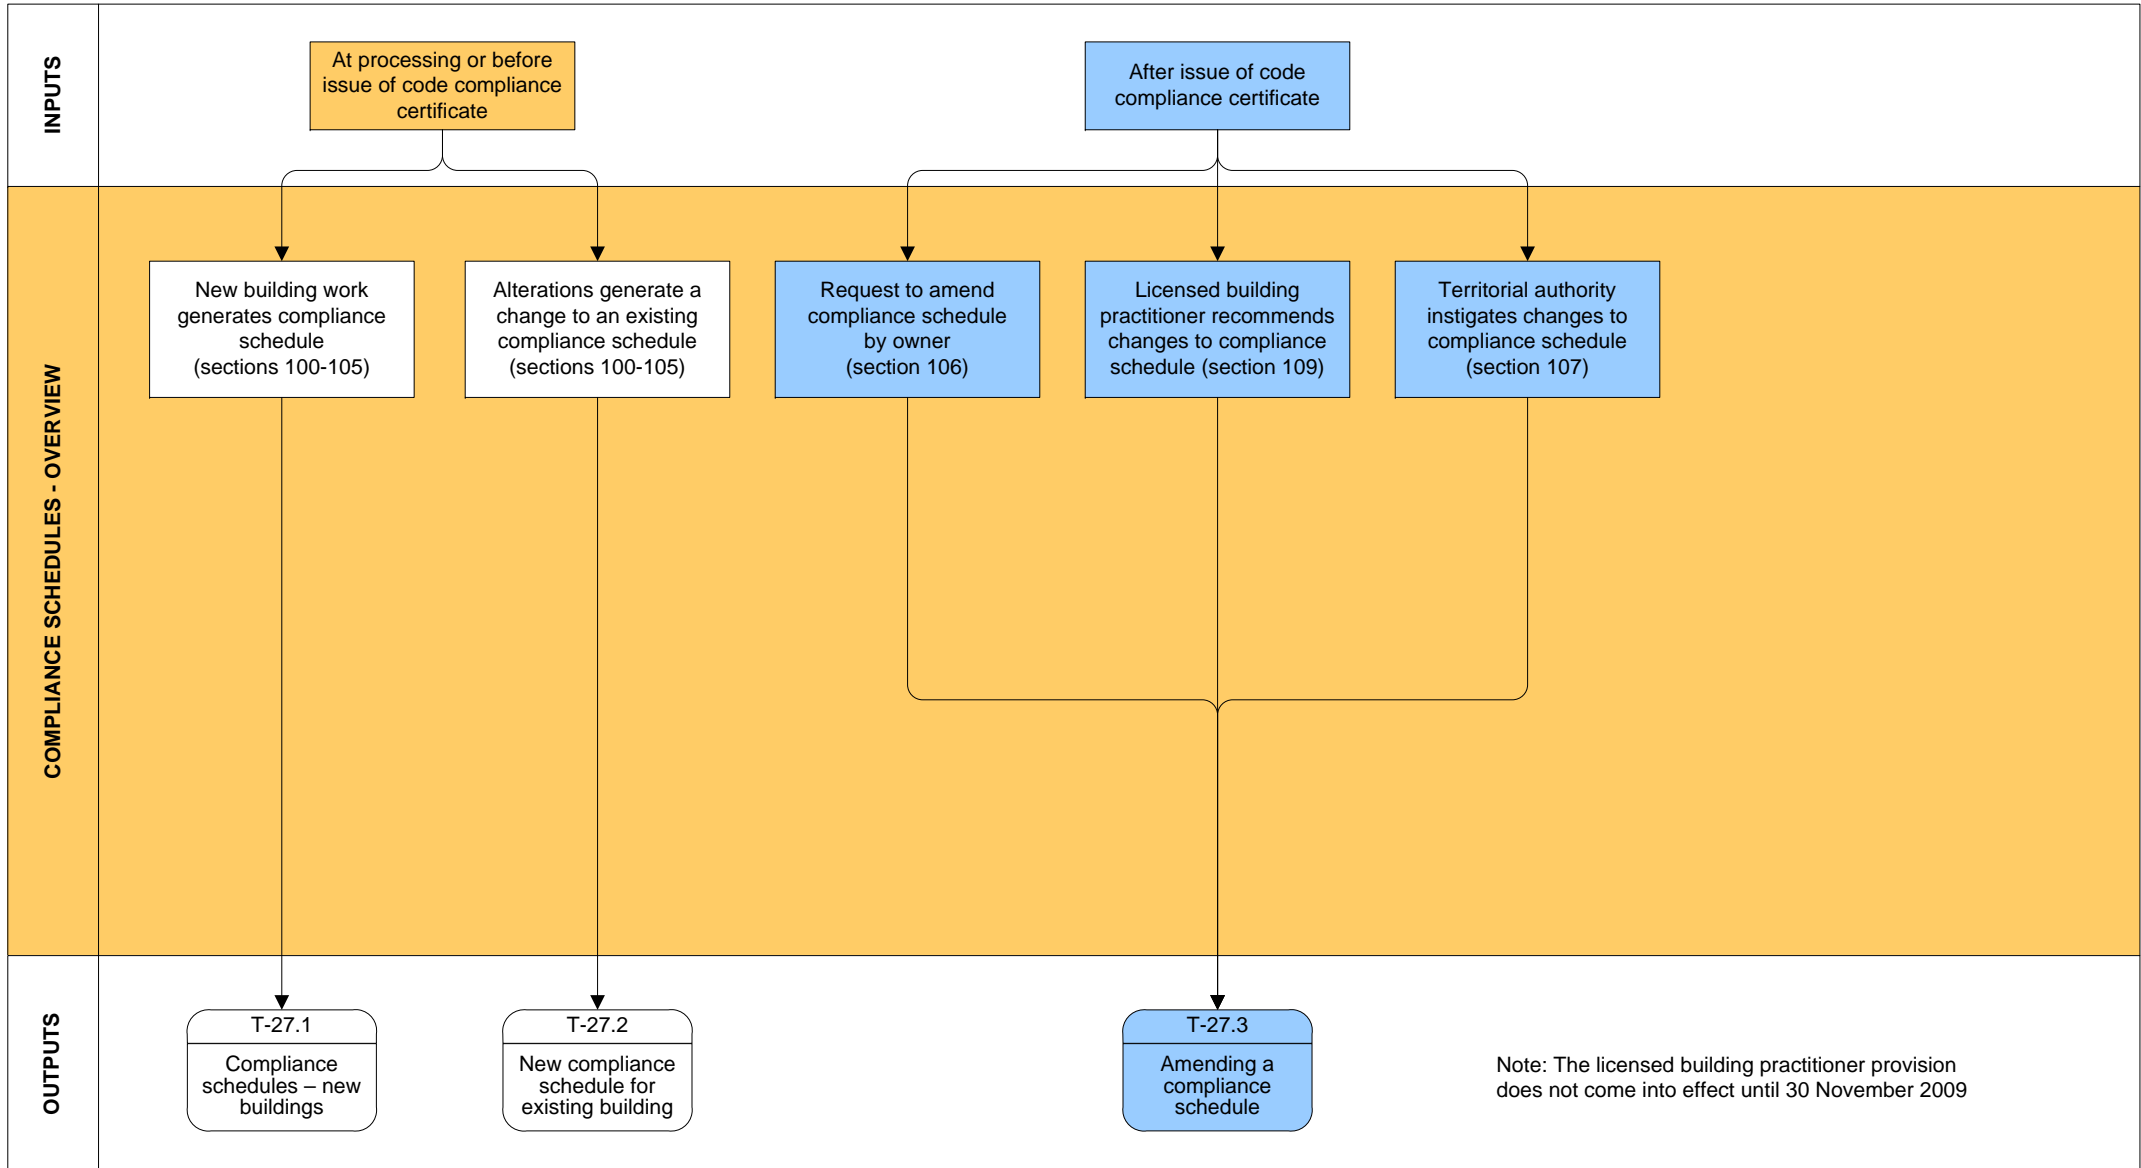 INPUTS
At processing or before
issue of code compliance
certificate
After issue of code
compliance certificate
COMPLIANCE SCHEDULES - OVERVIEW
New building work
generates compliance
schedule
(sections 100-105)
Alterations generate a
change to an existing
compliance schedule
(sections 100-105)
Request to amend
compliance schedule
by owner
(section 106)
Licensed building
practitioner recommends
changes to compliance
schedule (section 109)
Territorial authority
instigates changes to
compliance schedule
(section 107)
OUTPUTS
T-27.1
Compliance
schedules – new
buildings
T-27.2
New compliance
schedule for
existing building
T-27.3
Amending a
compliance
schedule
Note: The licensed building practitioner provision
does not come into effect until 30 November 2009